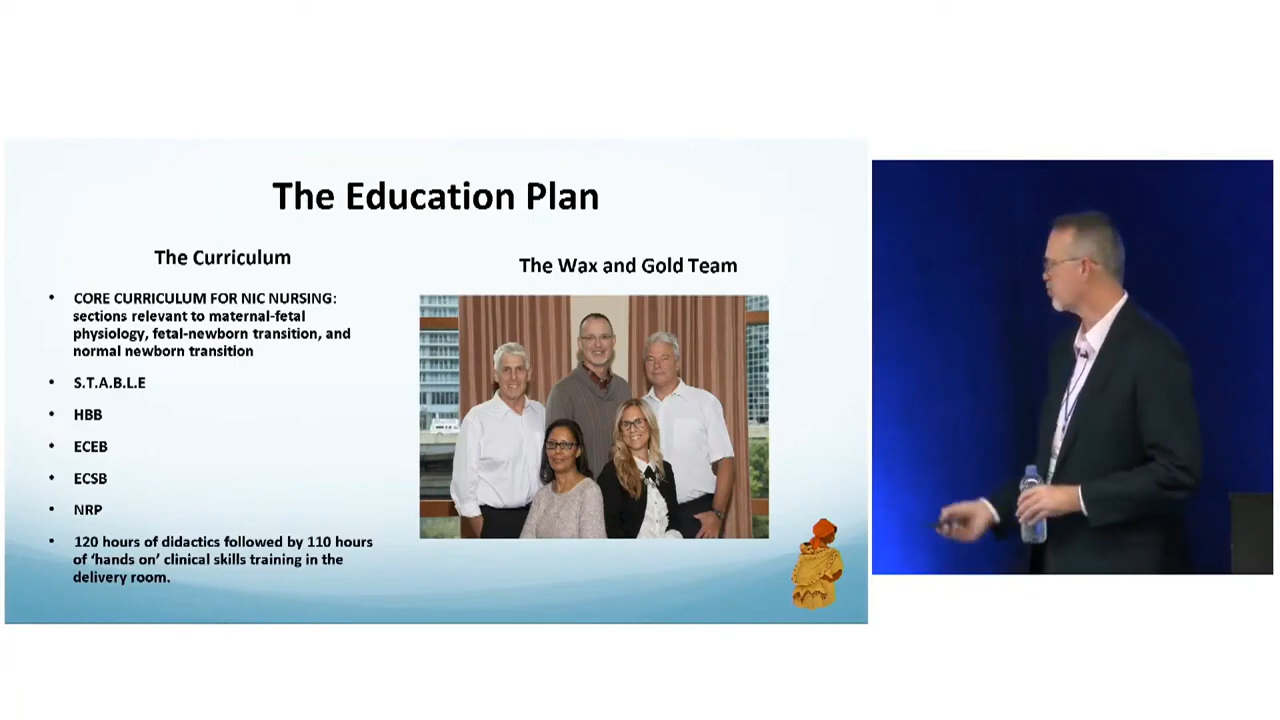 The Education Plan
The Curriculum
• CORE CURRICULUM FOR NIC NURSING:
sections relevant to maternal-fetal
physiology, fetal-newborn transition, and
normal newborn transition
• S.T.A.B.L.E
• HBB
• ECEB
• ECSB
• NRP
• 120 hours of didactics followed by 110 hours
of ‘hands on’ clinical skills training in the
delivery room.
The Wax and Gold Team